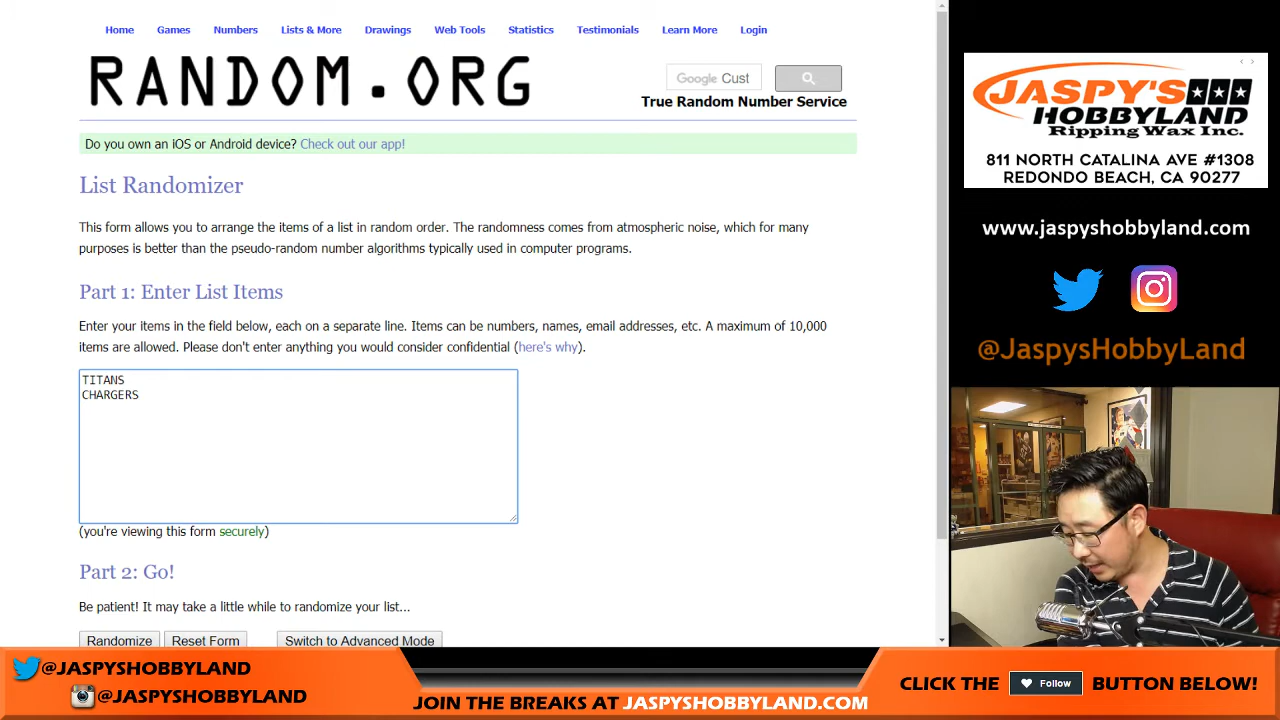 Home Games Numbers Lists & More Drawings Web Tools Statistics Testimonials Learn More Login
RANDOM.ORG
Google Cust
True Random Number Service
Do you own an iOS or Android device? Check out our app!
List Randomizer
This form allows you to arrange the items of a list in random order. The randomness comes from atmospheric noise, which for many
purposes is better than the pseudo-random number algorithms typically used in computer programs.
Part 1: Enter List Items
Enter your items in the field below, each on a separate line. Items can be numbers, names, email addresses, etc. A maximum of 10,000
items are allowed. Please don't enter anything you would consider confidential (here's why).
TITANS
CHARGERS
(you're viewing this form securely)
Part 2: Go!
Be patient! It may take a little while to randomize your list...
Randomize Reset Form Switch to Advanced Mode
JASPY'S
HOBBYLAND
Ripping Wax Inc.
811 NORTH CATALINA AVE #1308
REDONDO BEACH, CA 90277
www.jaspyshobbyland.com
@JaspysHobbyLand
@JASPYSHOBBYLAND
@JASPYSHOBBYLAND
JOIN THE BREAKS AT JASPYSHOBBYLAND.COM
CLICK THE Follow BUTTON BELOW!